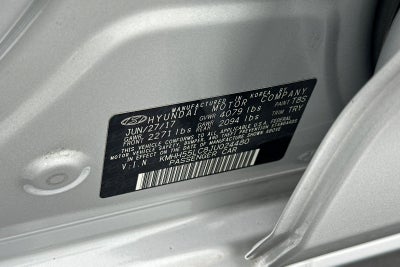 MANUFACTURED IN KOREA BY
HYUNDAI MOTOR COMPANY
JUN/27/17 GVWR 4079 lbs PAINT T8S
GAWR FRONT 2271 lbs GAWR REAR 2094 lbs TRIM TRY
THIS VEHICLE CONFORMS TO ALL APPLICABLE
U.S. FEDERAL MOTOR VEHICLE SAFETY,
BUMPER, AND THEFT PREVENTION STANDARDS
IN EFFECT ON THE DATE OF MANUFACTURE
SHOWN ABOVE.
V.I.N KMHH55LC8JU024480
PASSENGER CAR